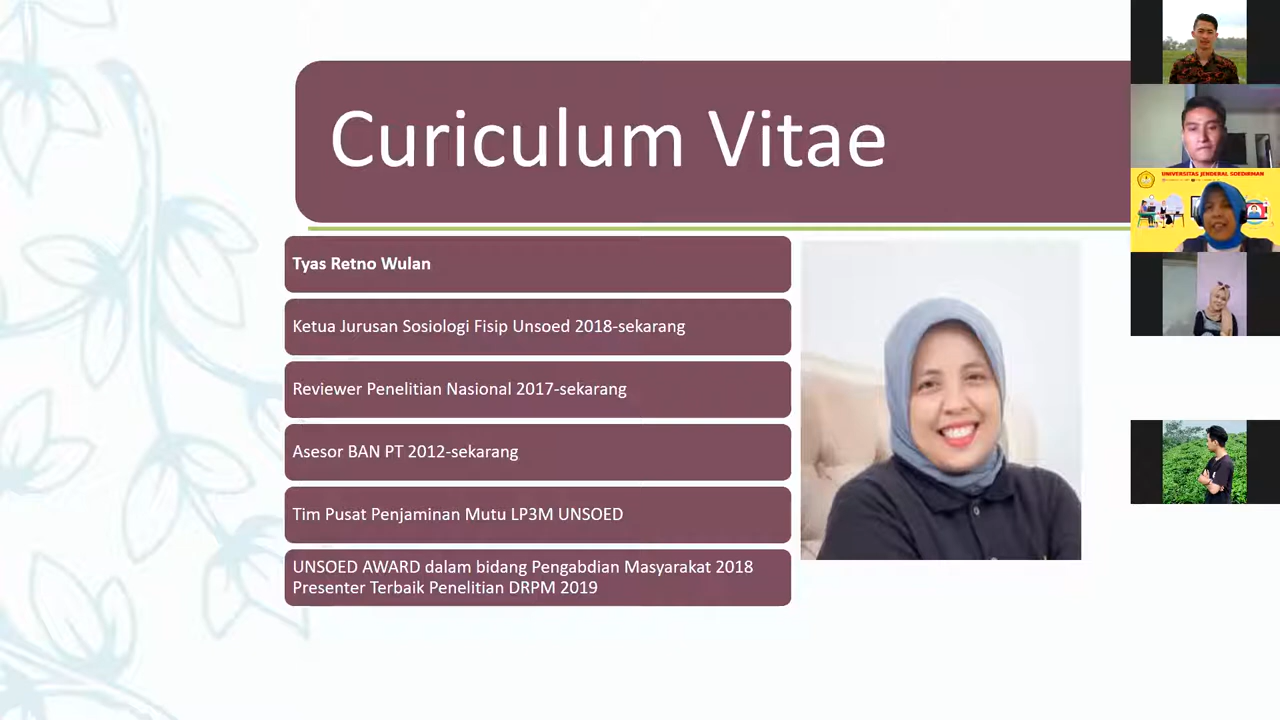 Curiculum Vitae
Tyas Retno Wulan
Ketua Jurusan Sosiologi Fisip Unsoed 2018-sekarang
Reviewer Penelitian Nasional 2017-sekarang
Asesor BAN PT 2012-sekarang
Tim Pusat Penjaminan Mutu LP3M UNSOED
UNSOED AWARD dalam bidang Pengabdian Masyarakat 2018
Presenter Terbaik Penelitian DRPM 2019
UNIVERSITAS JENDERAL SOEDIRMAN